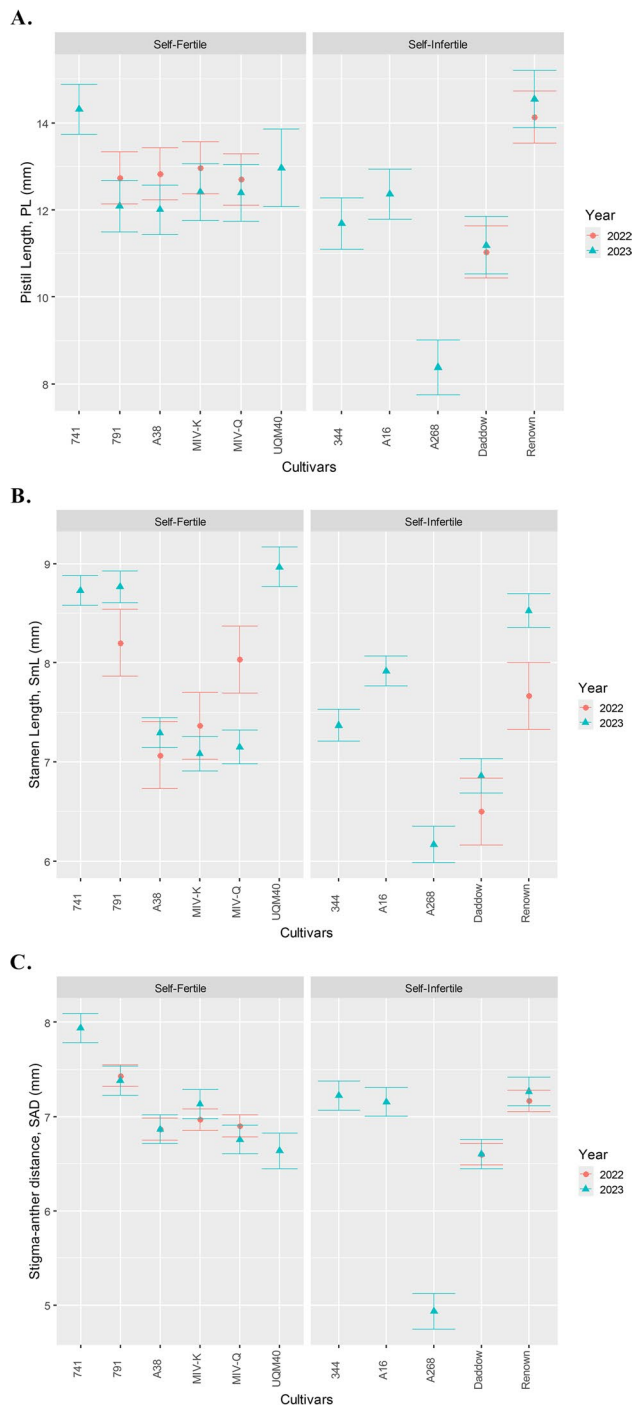 A.
Self-Fertile
Self-Infertile
14
12
10
8
Pistil Length, PL (mm)
741
791
A38
MIV-K
MIV-Q
UQM40
344
A16
A268
Daddow
Renown
Cultivars
Year
2022
2023
B.
Self-Fertile
Self-Infertile
9
8
7
6
Stamen Length, SmL (mm)
741
791
A38
MIV-K
MIV-Q
UQM40
344
A16
A268
Daddow
Renown
Cultivars
Year
2022
2023
C.
Self-Fertile
Self-Infertile
8
7
6
5
Stigma-anther distance, SAD (mm)
741
791
A38
MIV-K
MIV-Q
UQM40
344
A16
A268
Daddow
Renown
Cultivars
Year
2022
2023